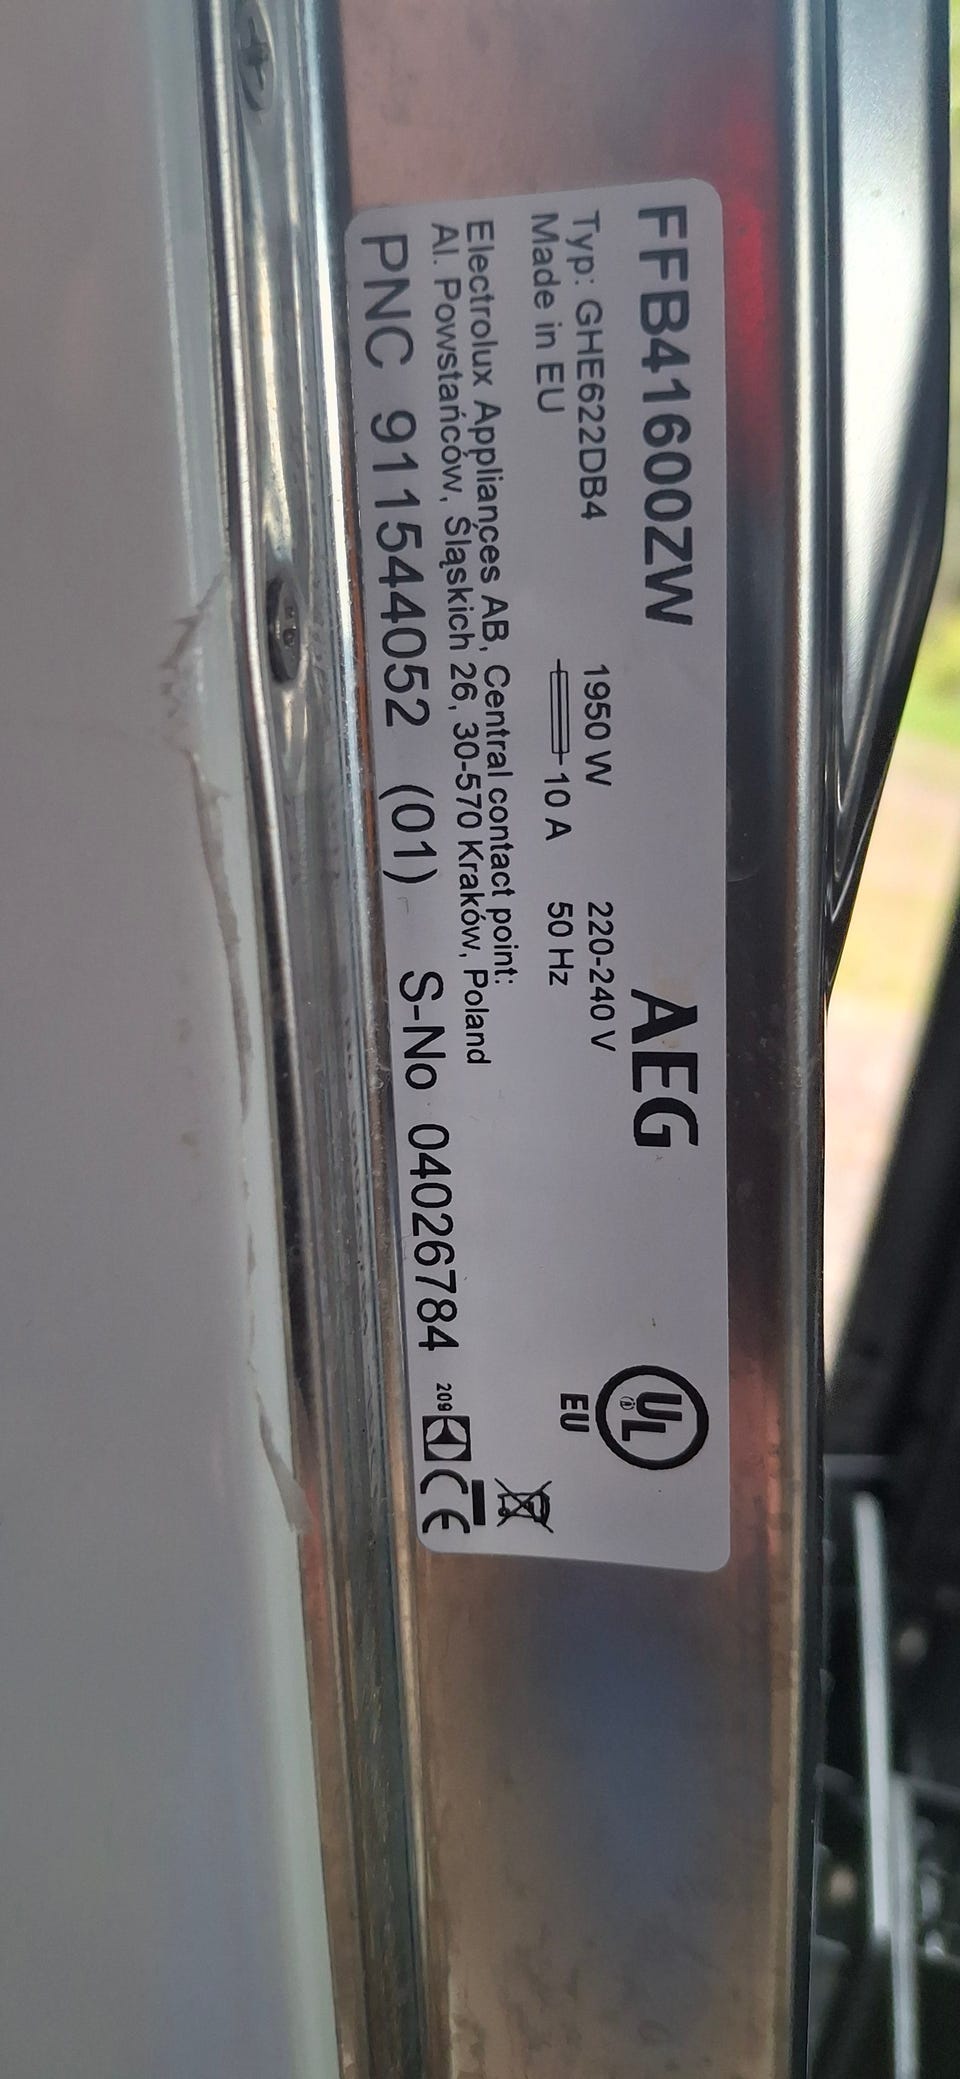 FFB41600ZW
AEG
Typ: GHE622DB4
1950 W
220-240 V
Made in EU
10 A
50 Hz
UL
EU
Electrolux Appliances AB, Central contact point:
Al. Powstańców, Śląskich 26, 30-570 Kraków, Poland
PNC 911544052 (01) S-No 04026784
209
CE